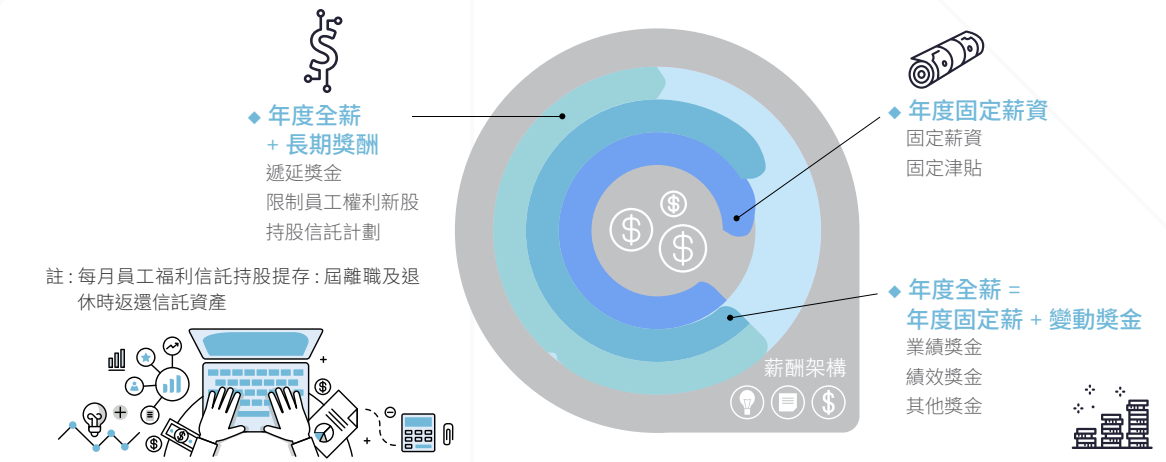 ◆ 年度全薪
+ 長期獎酬
遞延獎金
限制員工權利新股
持股信託計劃
註 : 每月員工福利信託持股提存 : 屆離職及退
休時返還信託資產
◆ 年度固定薪資
固定薪資
固定津貼
◆ 年度全薪 =
年度固定薪 + 變動獎金
業績獎金
績效獎金
其他獎金
薪酬架構